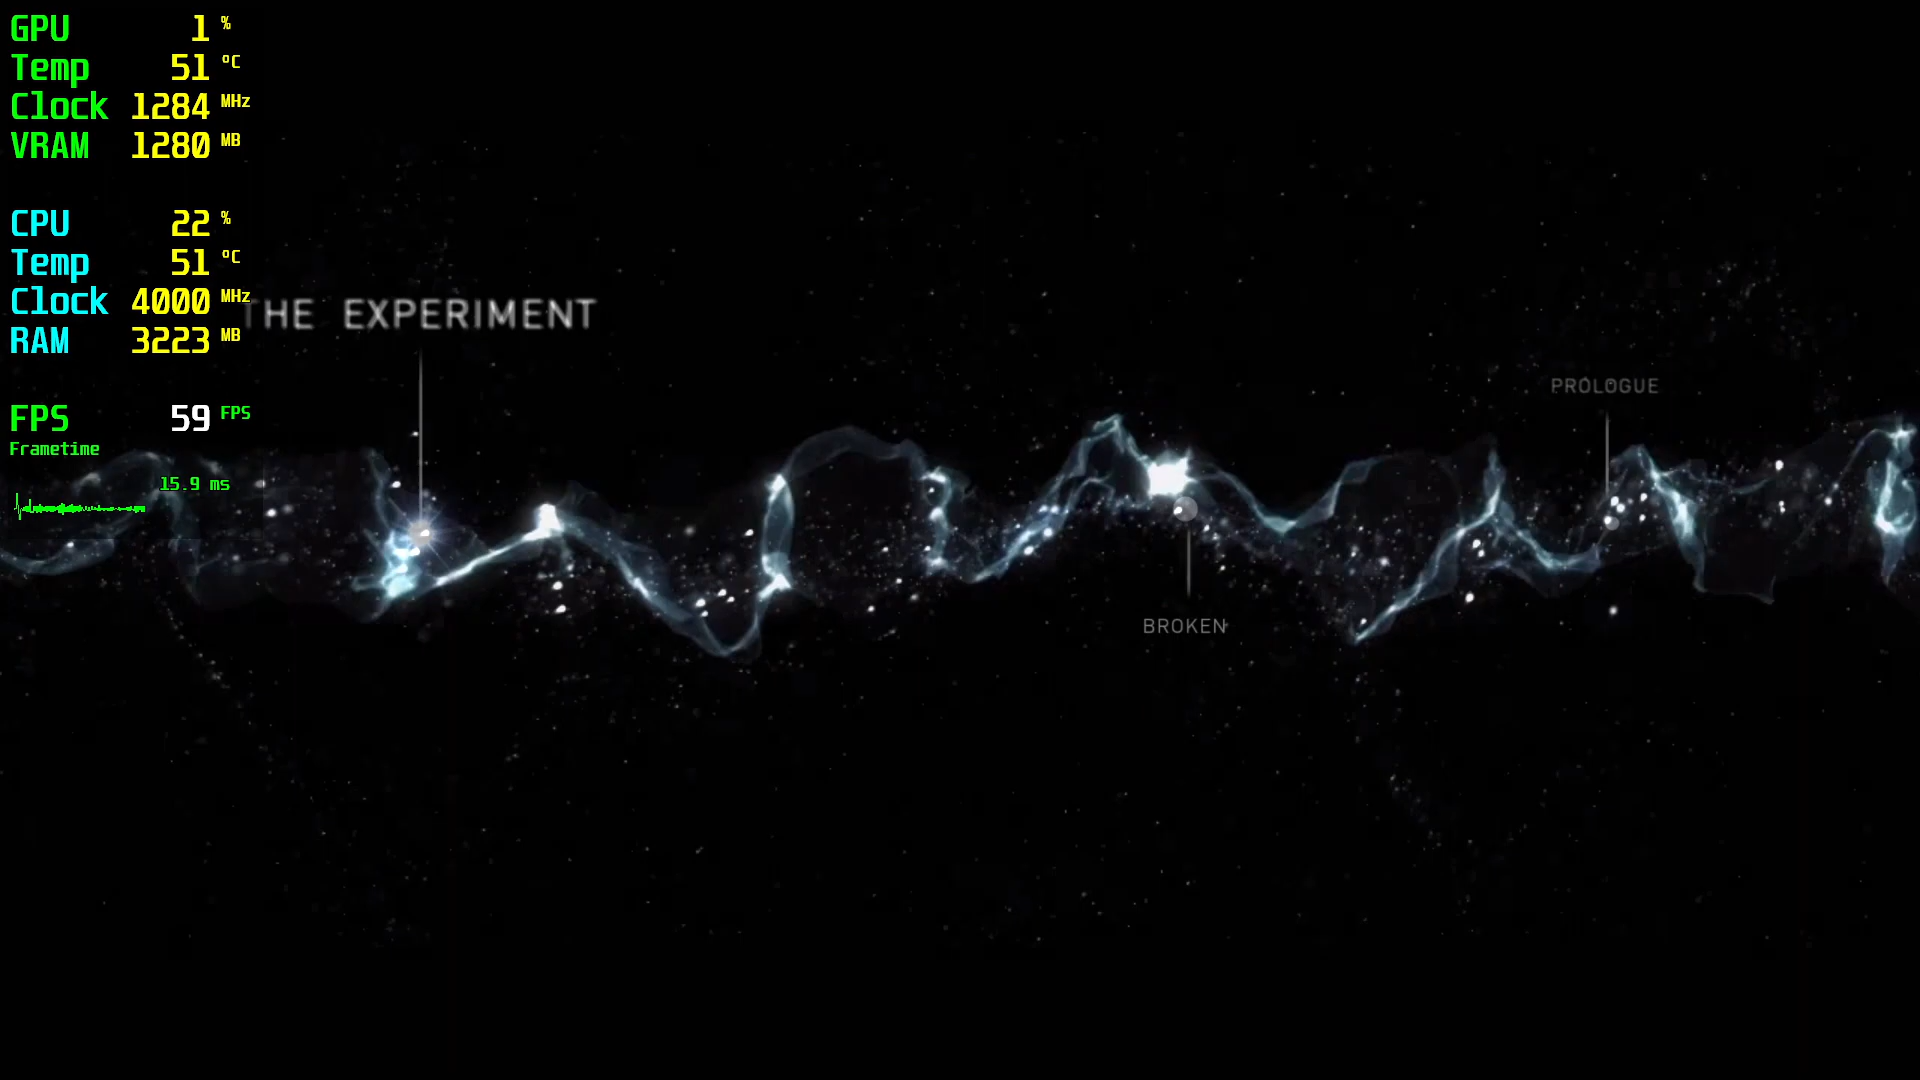 GPU 1 %
Temp 51 °C
Clock 1284 MHz
VRAM 1280 MB
CPU 22 %
Temp 51 °C
Clock 4000 MHz
RAM 3223 MB
THE EXPERIMENT
PROLOGUE
FPS 59 FPS
Frametime
15.9 ms
BROKEN